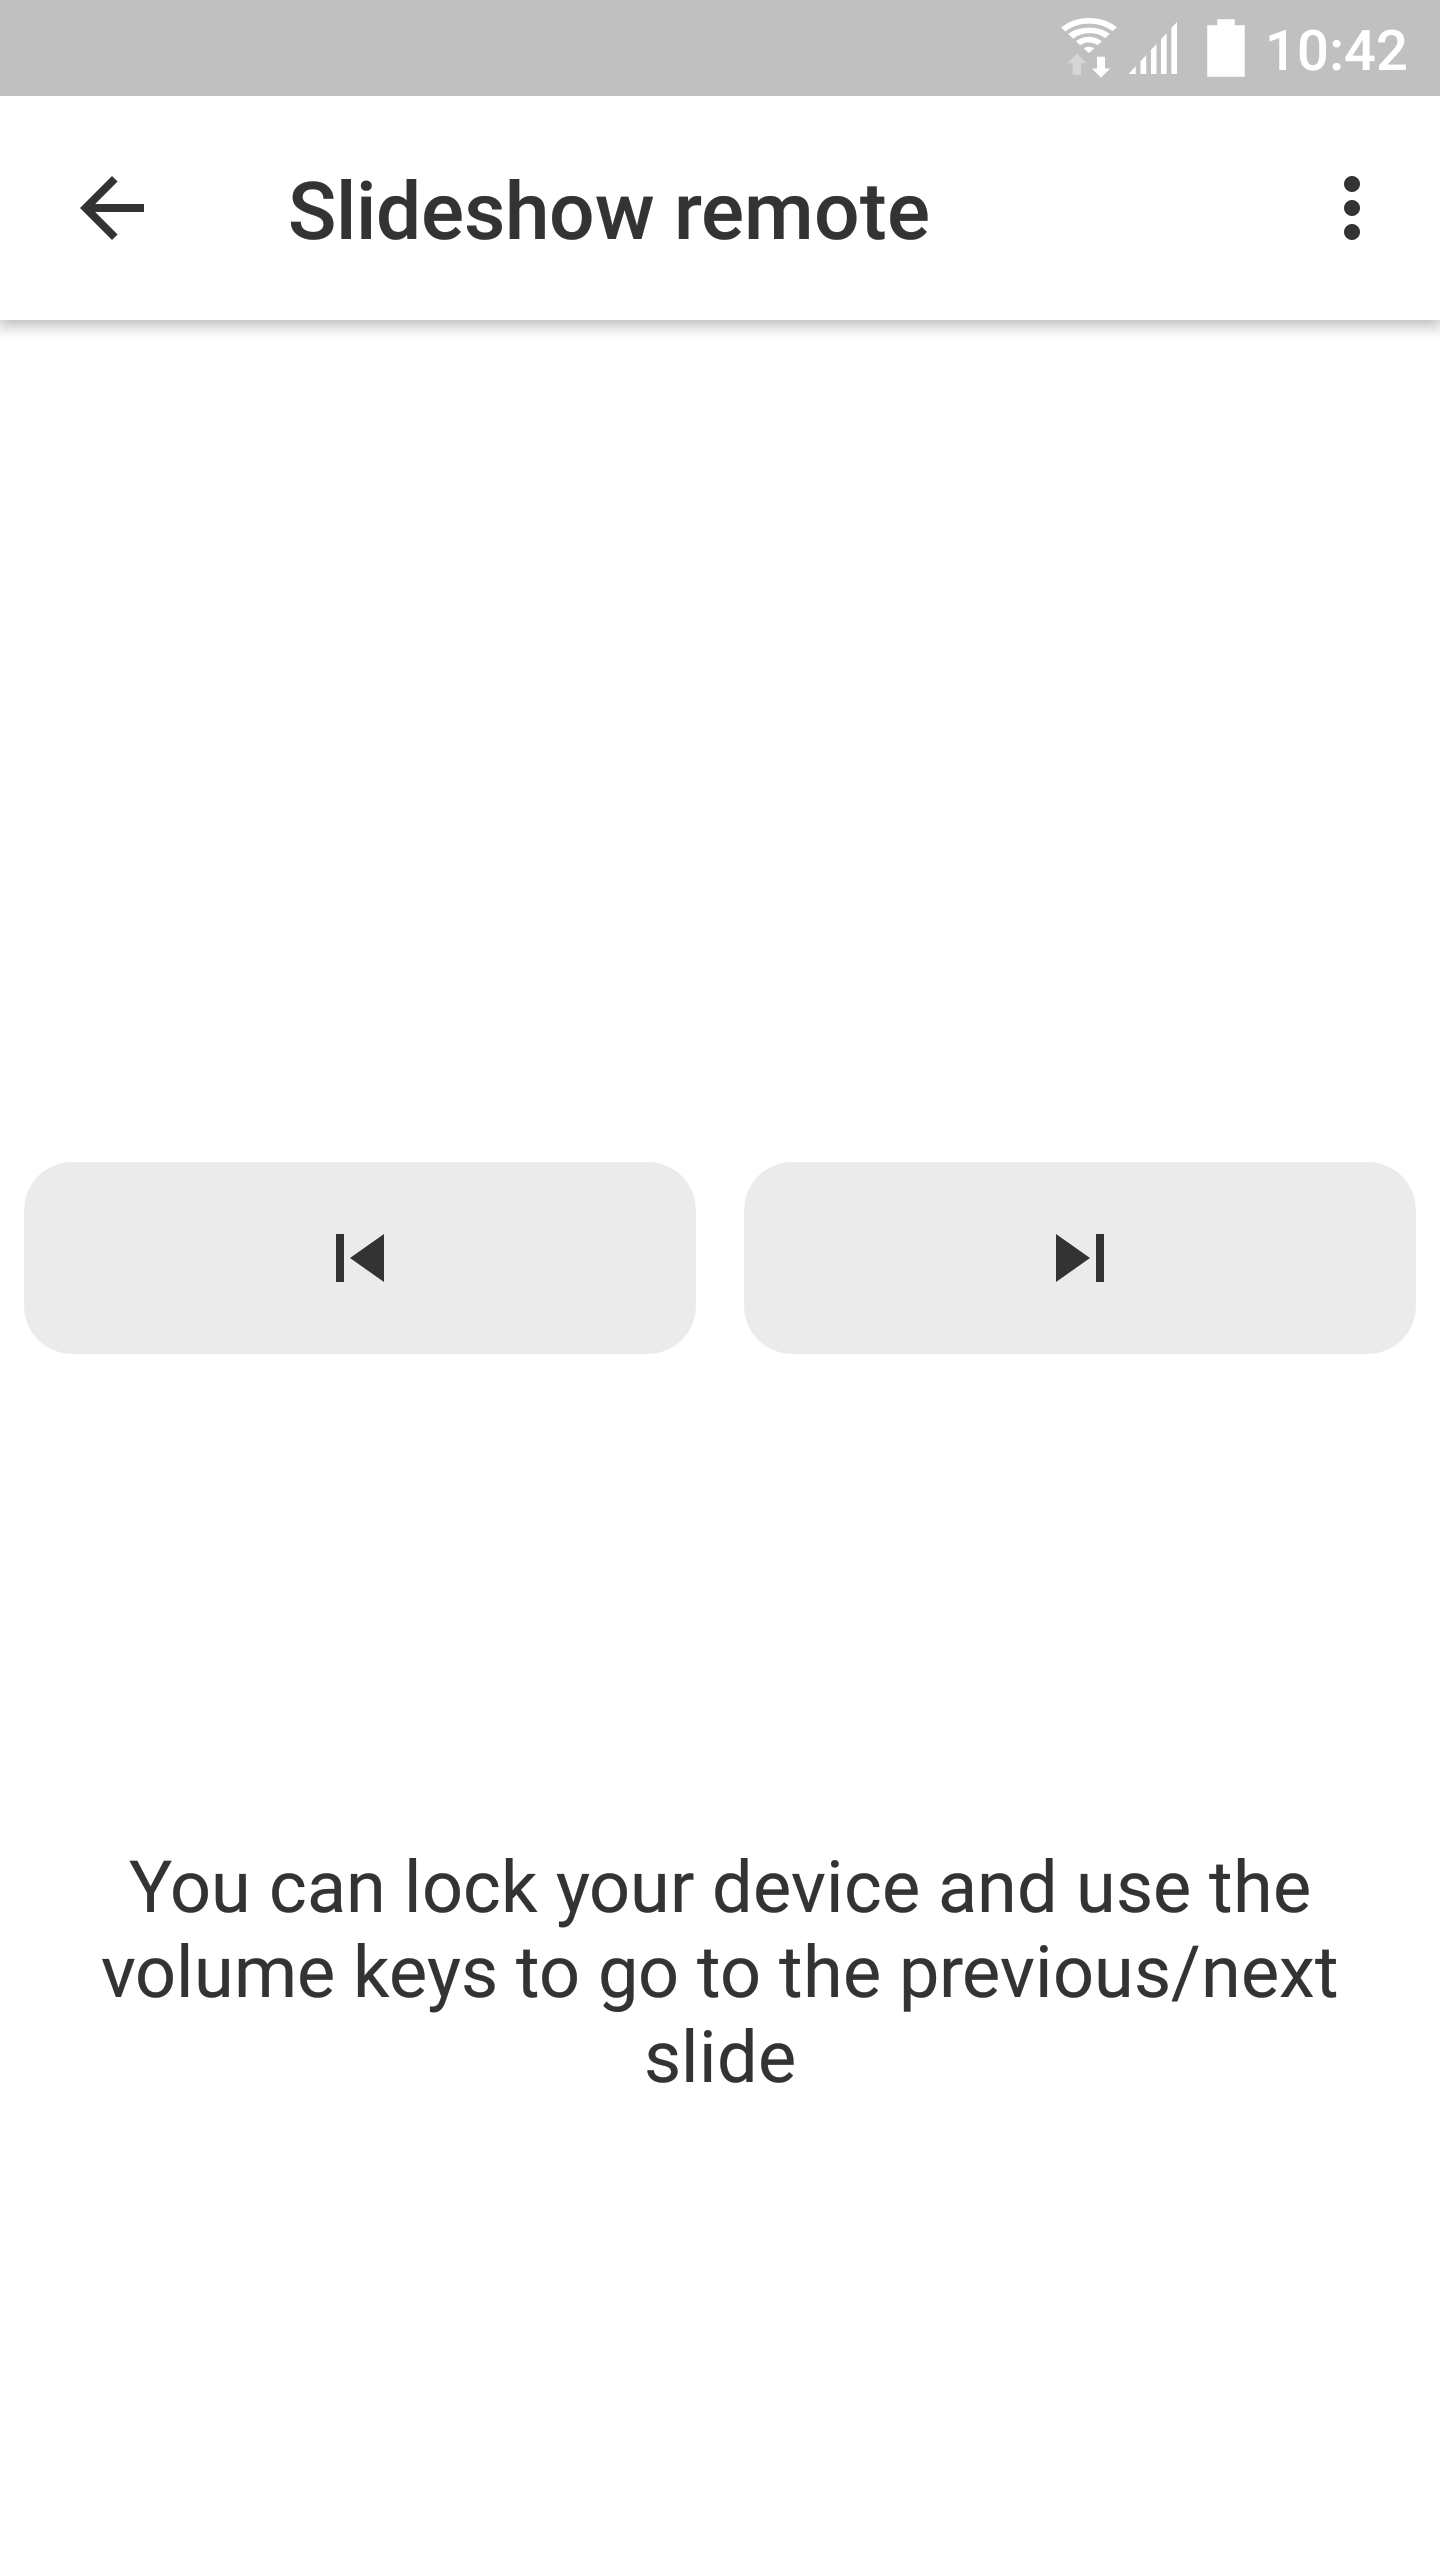 10:42
Slideshow remote
You can lock your device and use the
volume keys to go to the previous/next
slide